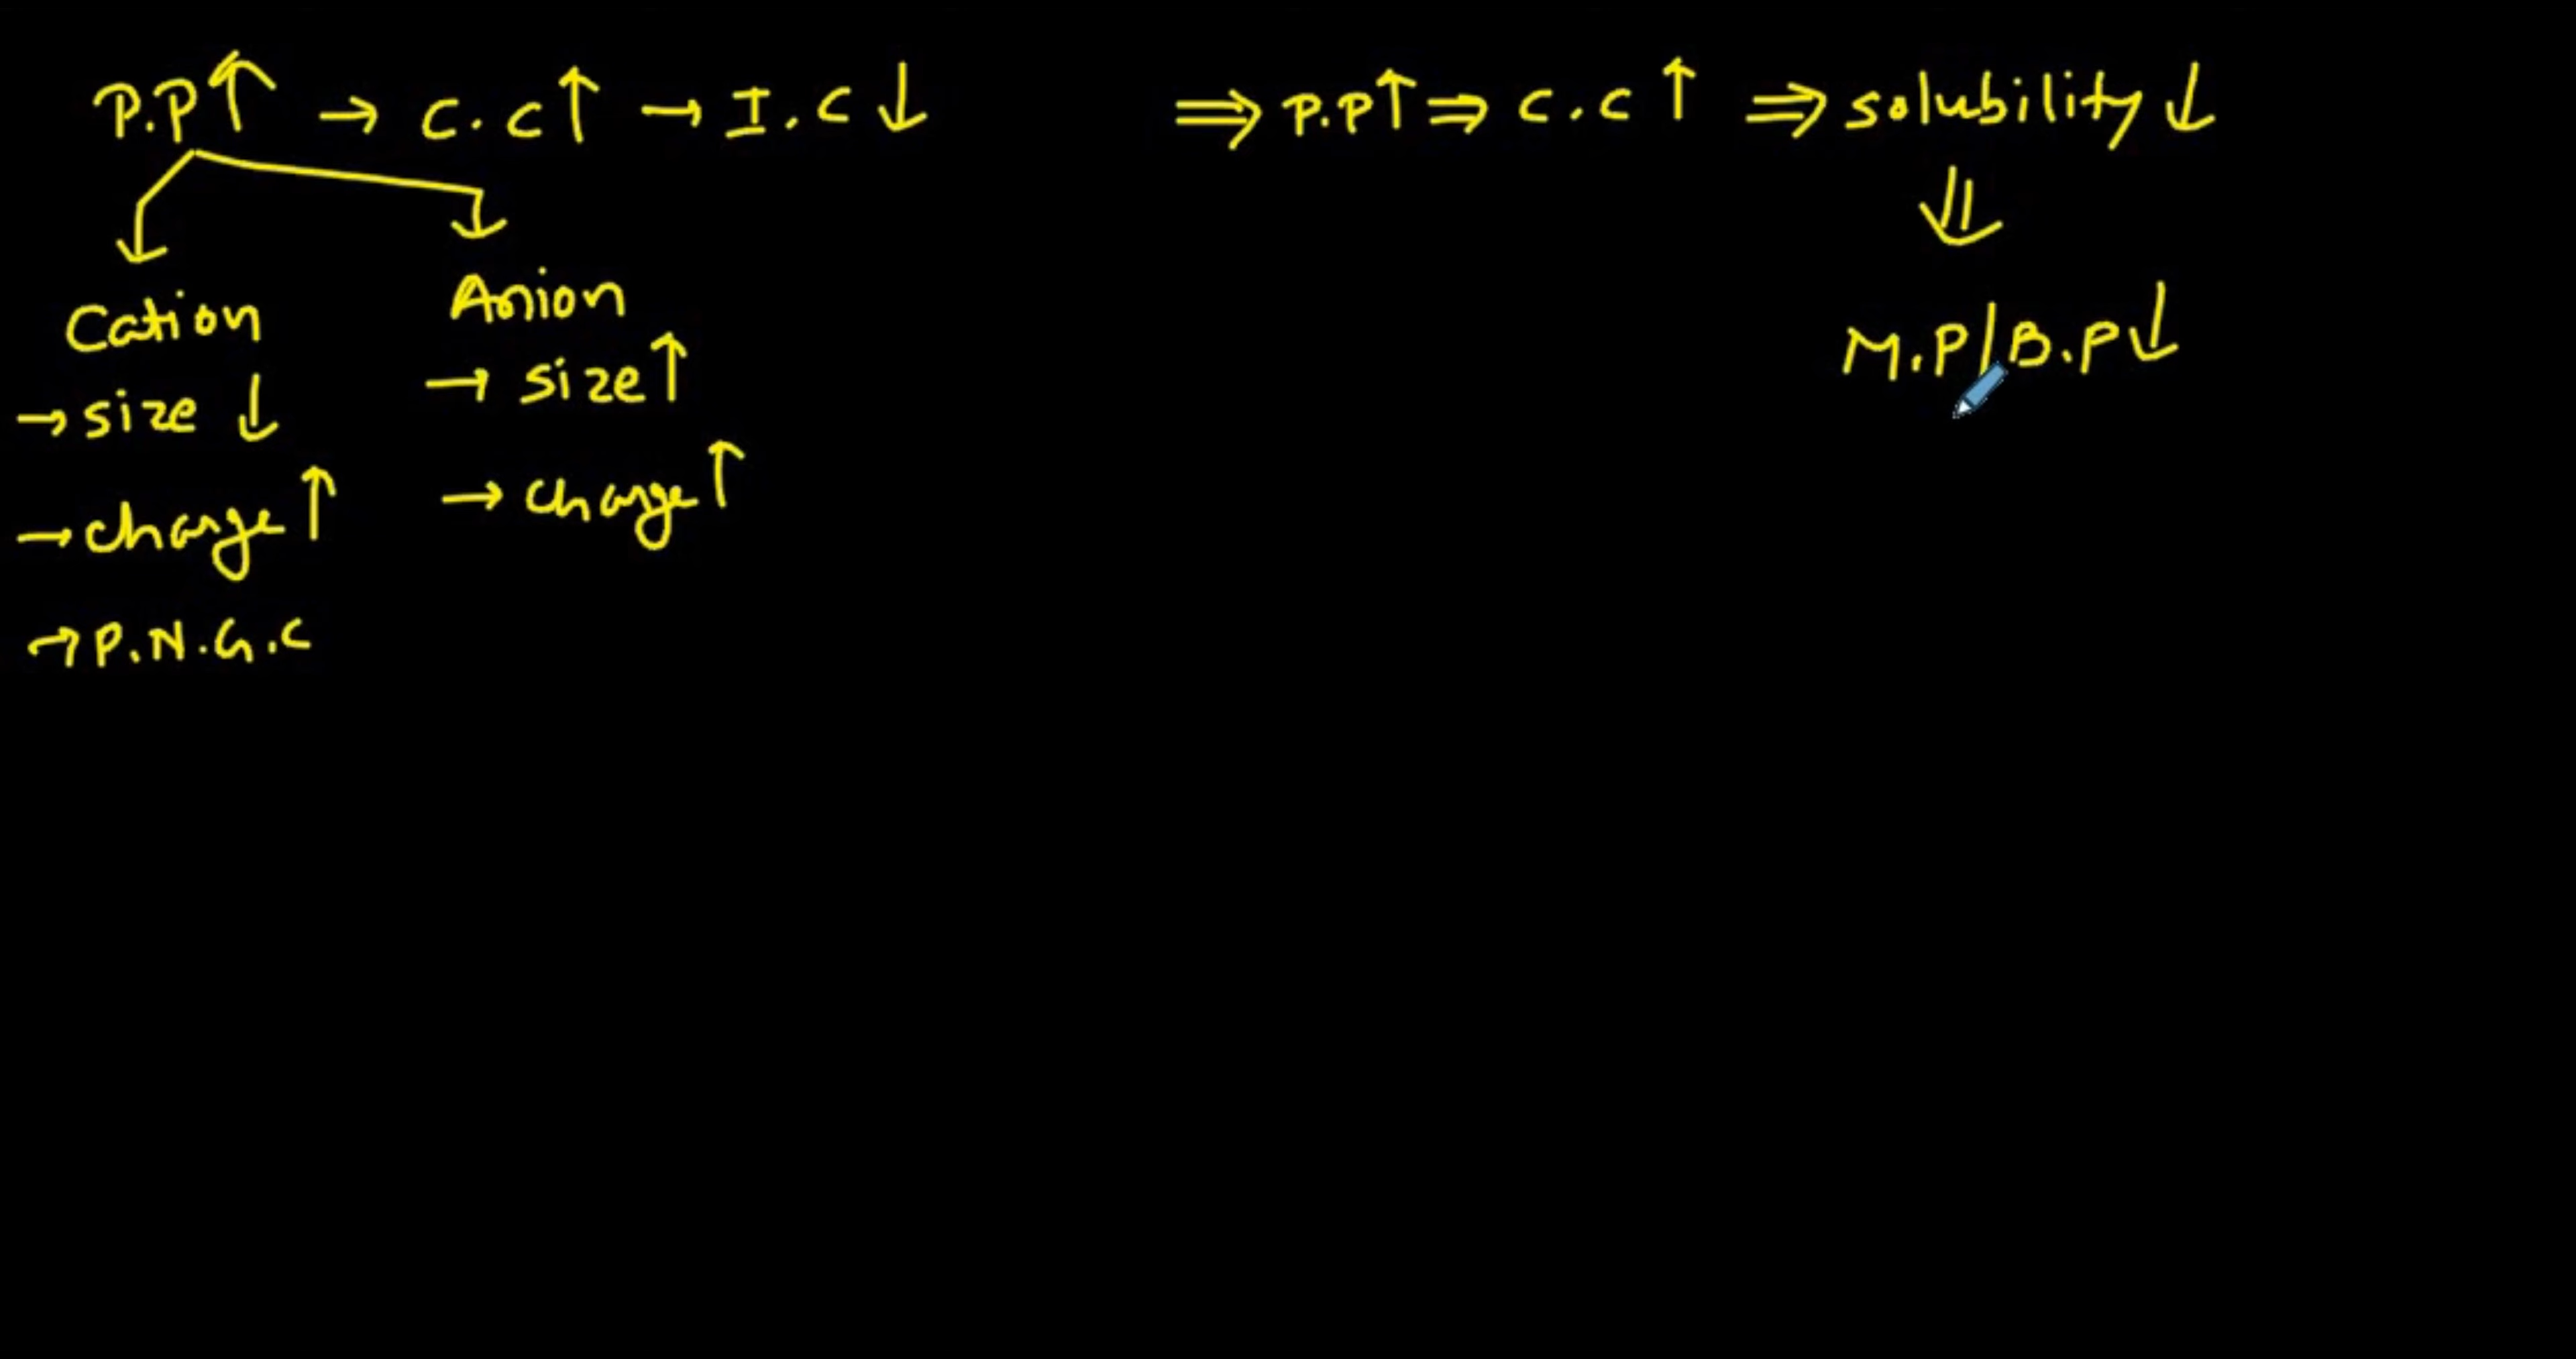 P.P↑ → C.C↑ → I.C↓
Cation
→ size ↓
→ charge↑
→ P.N.G.C
Anion
→ size↑
→ charge↑
⇒ P.P↑ ⇒ C.C↑ ⇒ solubility↓
⇓
M.P/B.P↓